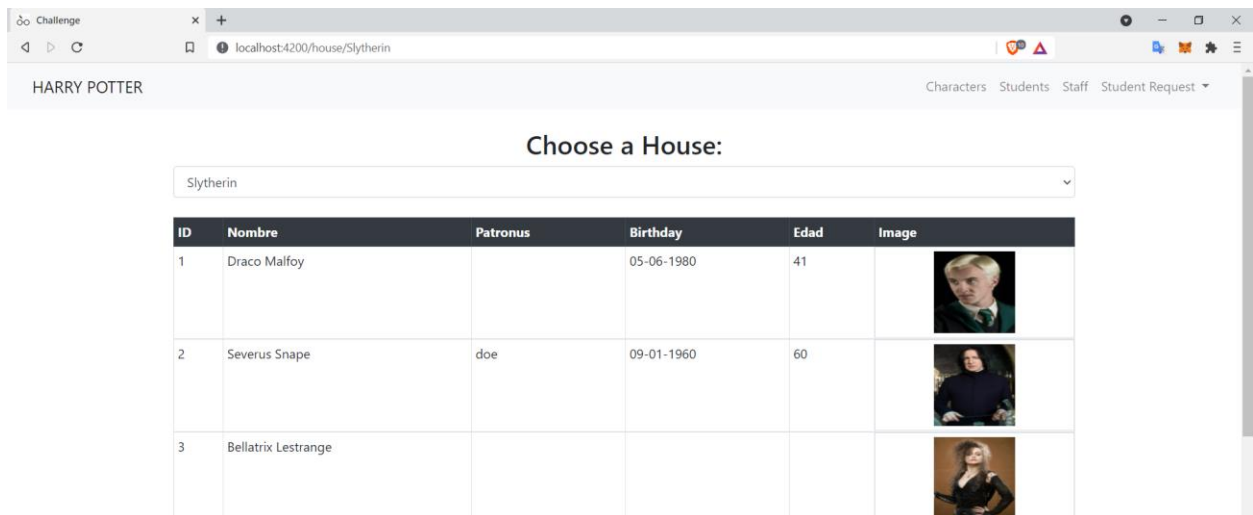 Challenge
localhost:4200/house/Slytherin
HARRY POTTER
Characters Students Staff Student Request
Choose a House:
Slytherin
ID Nombre Patronus Birthday Edad Image
1 Draco Malfoy 05-06-1980 41
2 Severus Snape doe 09-01-1960 60
3 Bellatrix Lestrange